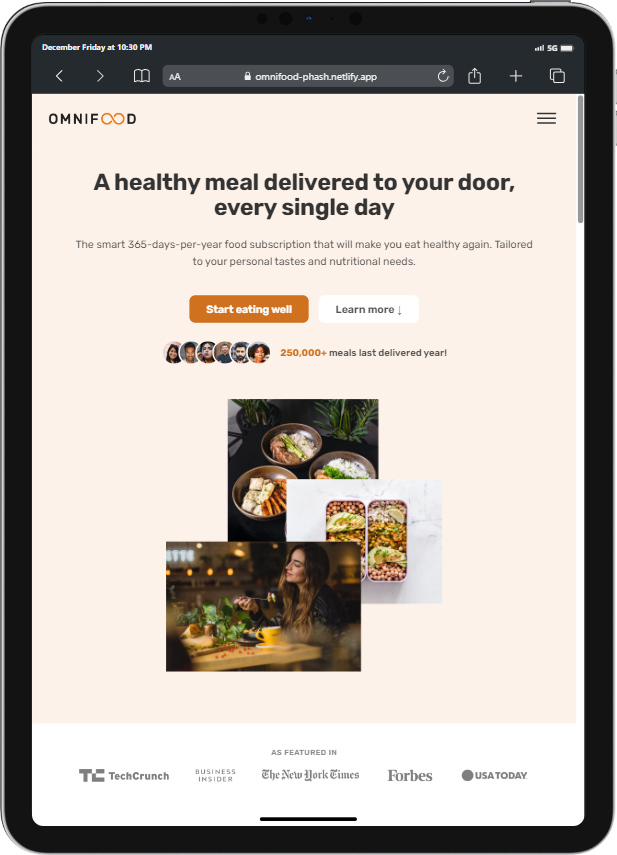 December Friday at 10:30 PM
5G
AA
omnifood-phash.netlify.app
OMNIFOOD
A healthy meal delivered to your door,
every single day
The smart 365-days-per-year food subscription that will make you eat healthy again. Tailored
to your personal tastes and nutritional needs.
Start eating well
Learn more ↓
250,000+ meals last delivered year!
AS FEATURED IN
TC TechCrunch
BUSINESS
INSIDER
The New York Times
Forbes
USA TODAY